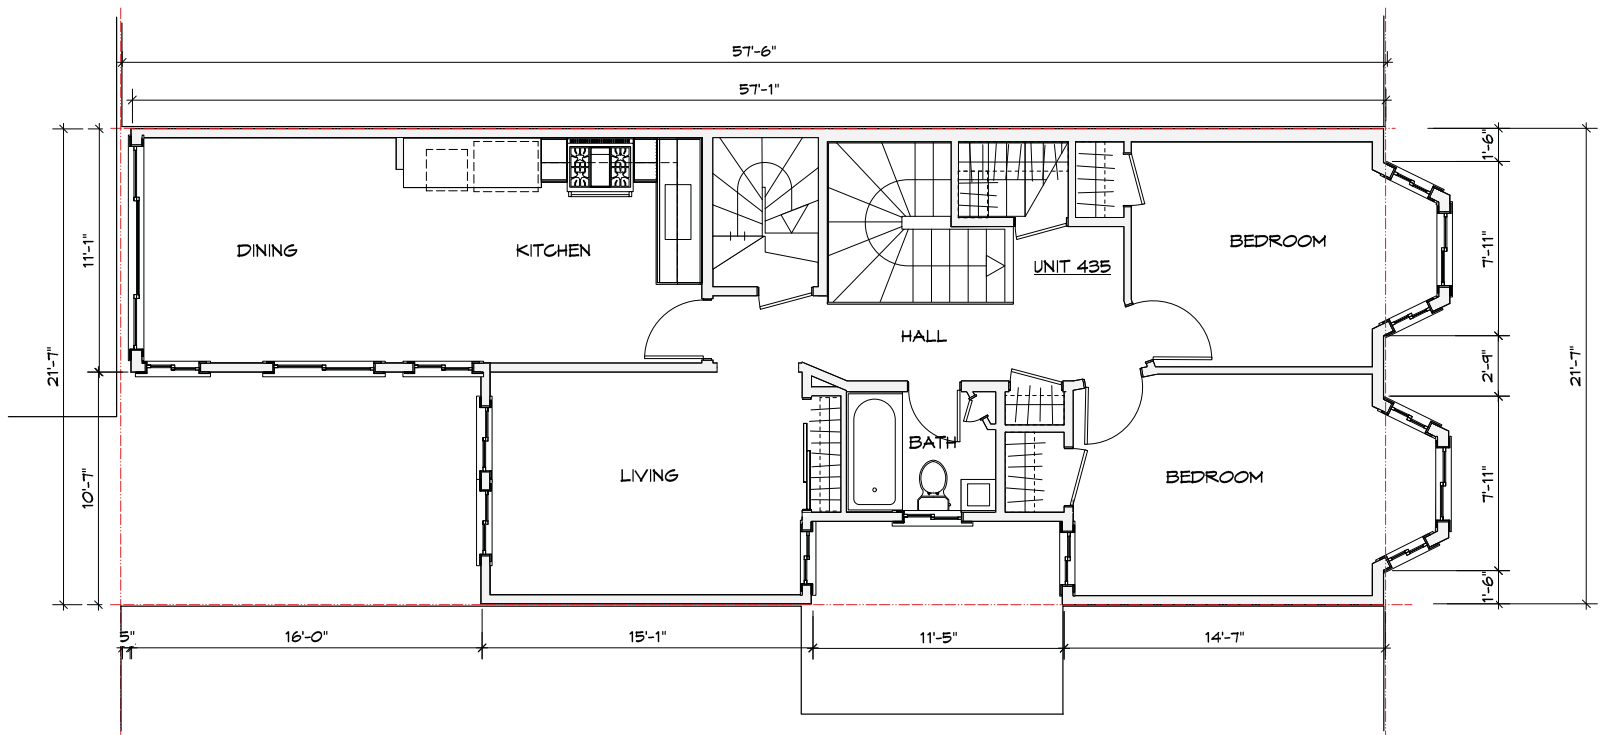 57'-6"
57'-1"
1'-6"
11'-1"
DINING
KITCHEN
UNIT 435
BEDROOM
7'-11"
HALL
21'-7"
2'-9"
21'-7"
BATH
LIVING
BEDROOM
10'-7"
7'-11"
1'-6"
5"
16'-0"
15'-1"
11'-5"
14'-7"